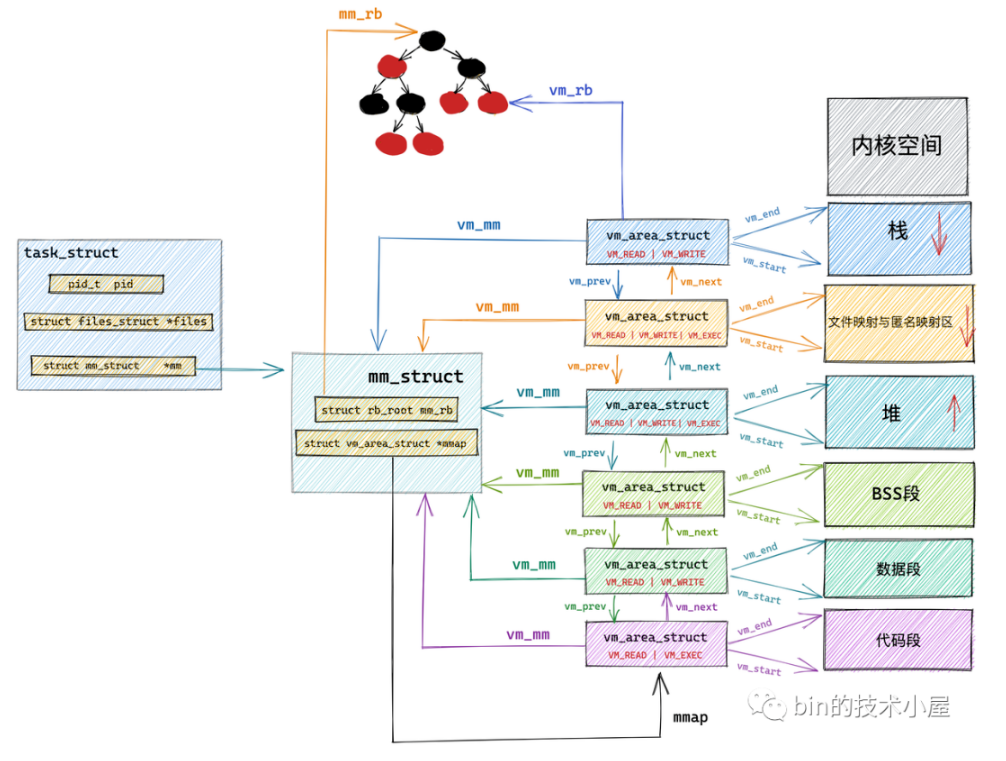 mm_rb
vm_rb
内核空间
task_struct
pid_t pid
struct files_struct *files
struct mm_struct *mm
mm_struct
struct rb_root mm_rb
struct vm_area_struct *mmap
vm_mm
vm_area_struct
VM_READ | VM_WRITE
vm_end
vm_start
栈
vm_prev
vm_next
vm_mm
vm_area_struct
VM_READ | VM_WRITE| VM_EXEC
vm_end
vm_start
文件映射与匿名映射区
vm_prev
vm_next
vm_mm
vm_area_struct
VM_READ | VM_WRITE| VM_EXEC
vm_end
vm_start
堆
vm_prev
vm_next
vm_mm
vm_area_struct
VM_READ | VM_WRITE
vm_end
vm_start
BSS段
vm_prev
vm_next
vm_mm
vm_area_struct
VM_READ | VM_WRITE
vm_end
vm_start
数据段
vm_prev
vm_next
vm_mm
vm_area_struct
VM_READ | VM_EXEC
vm_end
vm_start
代码段
mmap
bin的技术小屋